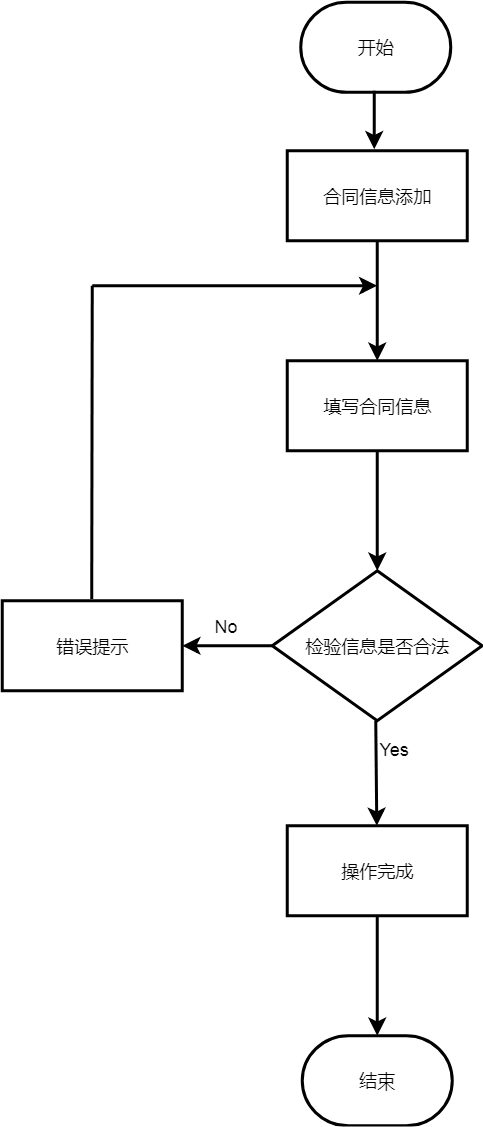 开始
合同信息添加
填写合同信息
检验信息是否合法
No
错误提示
Yes
操作完成
结束